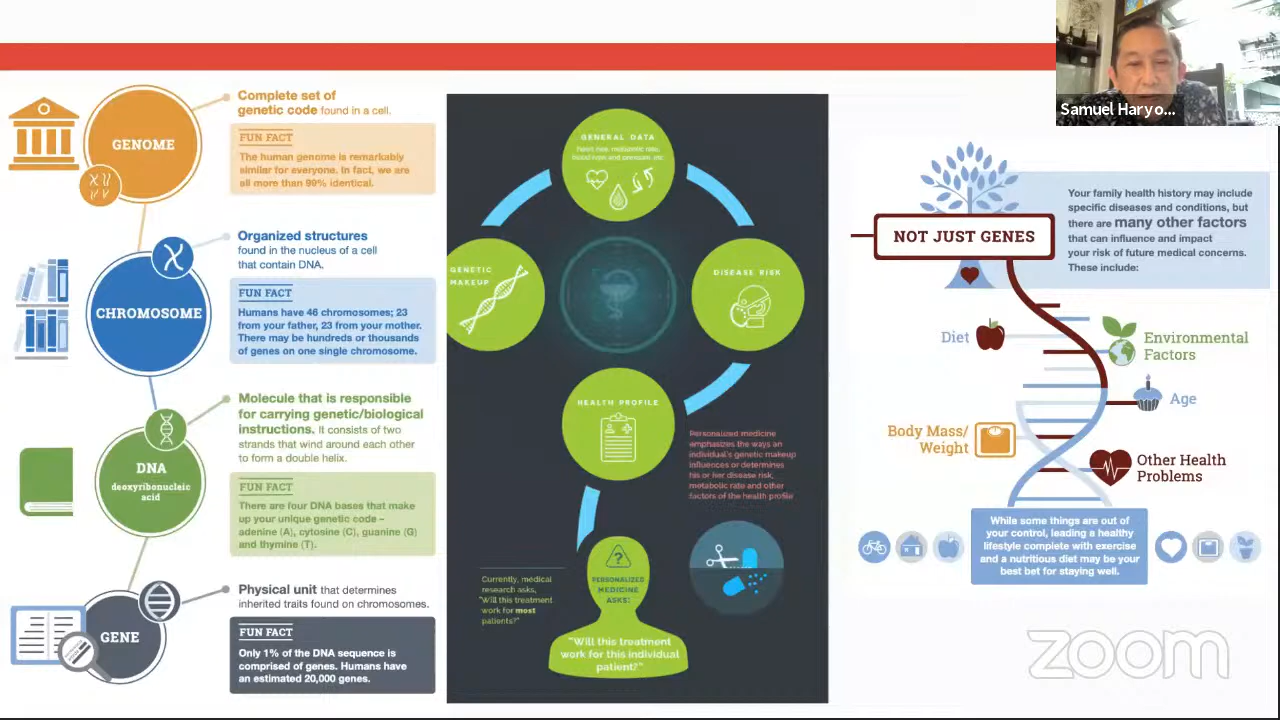 Samuel Haryo...
GENOME
Complete set of
genetic code found in a cell.
FUN FACT
The human genome is remarkably
similar for everyone. In fact, we are
all more than 99% identical.
CHROMOSOME
Organized structures
found in the nucleus of a cell
that contain DNA.
FUN FACT
Humans have 46 chromosomes; 23
from your father, 23 from your mother.
There may be hundreds or thousands
of genes on one single chromosome.
DNA
deoxyribonucleic
acid
Molecule that is responsible
for carrying genetic/biological
instructions. It consists of two
strands that wind around each other
to form a double helix.
FUN FACT
There are four DNA bases that make
up your unique genetic code –
adenine (A), cytosine (C), guanine (G)
and thymine (T).
GENE
Physical unit that determines
inherited traits found on chromosomes.
FUN FACT
Only 1% of the DNA sequence is
comprised of genes. Humans have
an estimated 20,000 genes.
GENERAL DATA
GENETIC
MAKEUP
DISEASE RISK
HEALTH PROFILE
Personalized medicine
emphasizes the ways an
individual's genetic makeup
influences or determines
his or her disease risk,
metabolic rate and other
factors of the health profile
Currently, medical
research asks,
"Will this treatment
work for most
patients?"
?
PERSONALIZED
MEDICINE
ASKS:
"Will this treatment
work for this individual
patient?"
NOT JUST GENES
Your family health history may include
specific diseases and conditions, but
there are many other factors
that can influence and impact
your risk of future medical concerns.
These include:
Diet
Environmental
Factors
Age
Body Mass/
Weight
Other Health
Problems
While some things are out of
your control, leading a healthy
lifestyle complete with exercise
and a nutritious diet may be your
best bet for staying well.
zoom